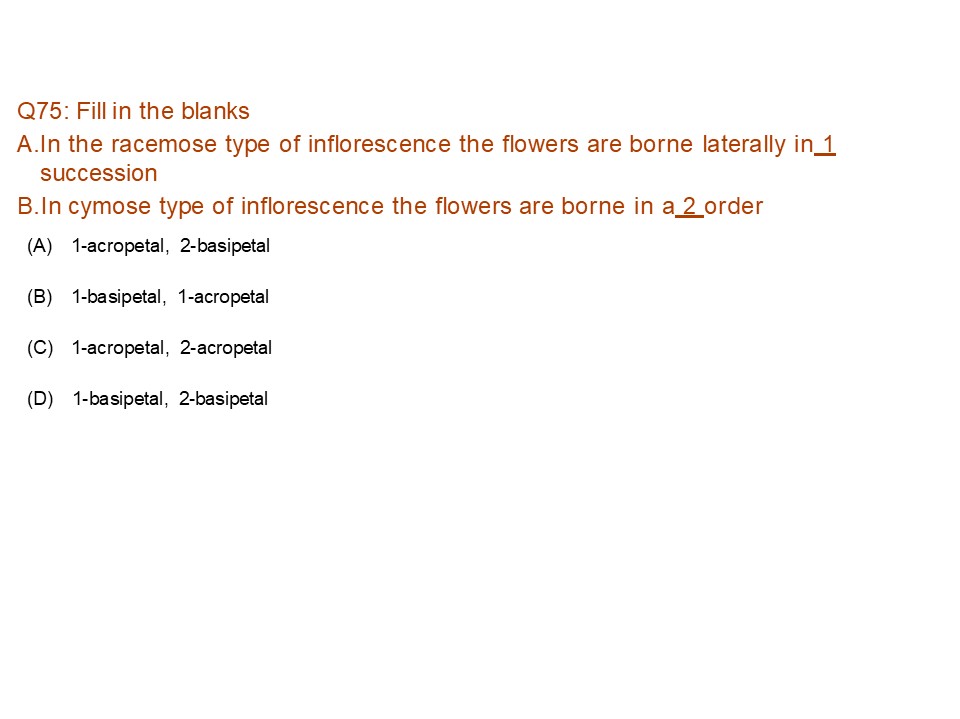 Q75: Fill in the blanks
A.In the racemose type of inflorescence the flowers are borne laterally in 1
succession
B.In cymose type of inflorescence the flowers are borne in a 2 order
(A) 1-acropetal, 2-basipetal
(B) 1-basipetal, 1-acropetal
(C) 1-acropetal, 2-acropetal
(D) 1-basipetal, 2-basipetal